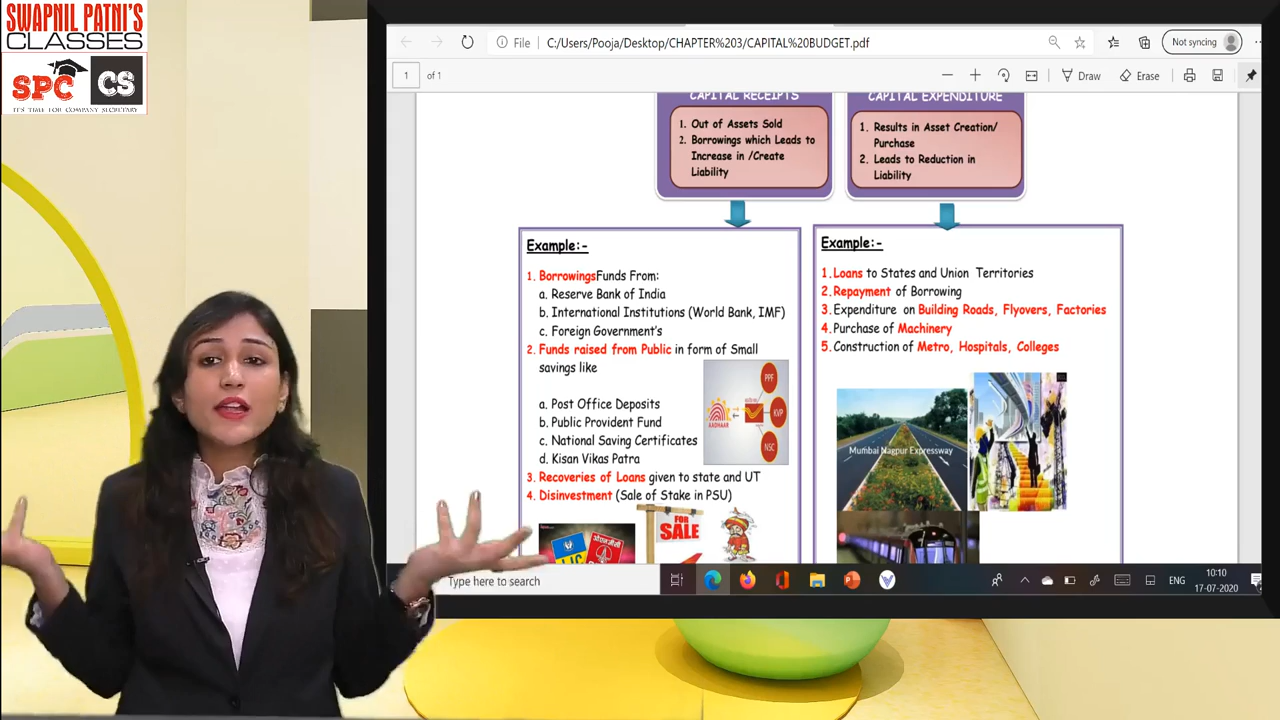 SWAPNIL PATNI'S
CLASSES
SPC CS
IT'S TIME FOR COMPANY SECRETARY
File C:/Users/Pooja/Desktop/CHAPTER%203/CAPITAL%20BUDGET.pdf
Not syncing
1 of 1
Draw
Erase
CAPITAL RECEIPTS
1. Out of Assets Sold
2. Borrowings which Leads to
Increase in /Create
Liability
CAPITAL EXPENDITURE
1. Results in Asset Creation/
Purchase
2. Leads to Reduction in
Liability
Example:-
1. BorrowingsFunds From:
a. Reserve Bank of India
b. International Institutions (World Bank, IMF)
c. Foreign Government's
2. Funds raised from Public in form of Small
savings like
a. Post Office Deposits
b. Public Provident Fund
c. National Saving Certificates
d. Kisan Vikas Patra
3. Recoveries of Loans given to state and UT
4. Disinvestment (Sale of Stake in PSU)
PPF
KVP
NSC
AADHAAR
FOR
SALE
Example:-
1. Loans to States and Union Territories
2. Repayment of Borrowing
3. Expenditure on Building Roads, Flyovers, Factories
4. Purchase of Machinery
5. Construction of Metro, Hospitals, Colleges
Mumbai Nagpur Expressway
Type here to search
ENG
10:10
17-07-2020